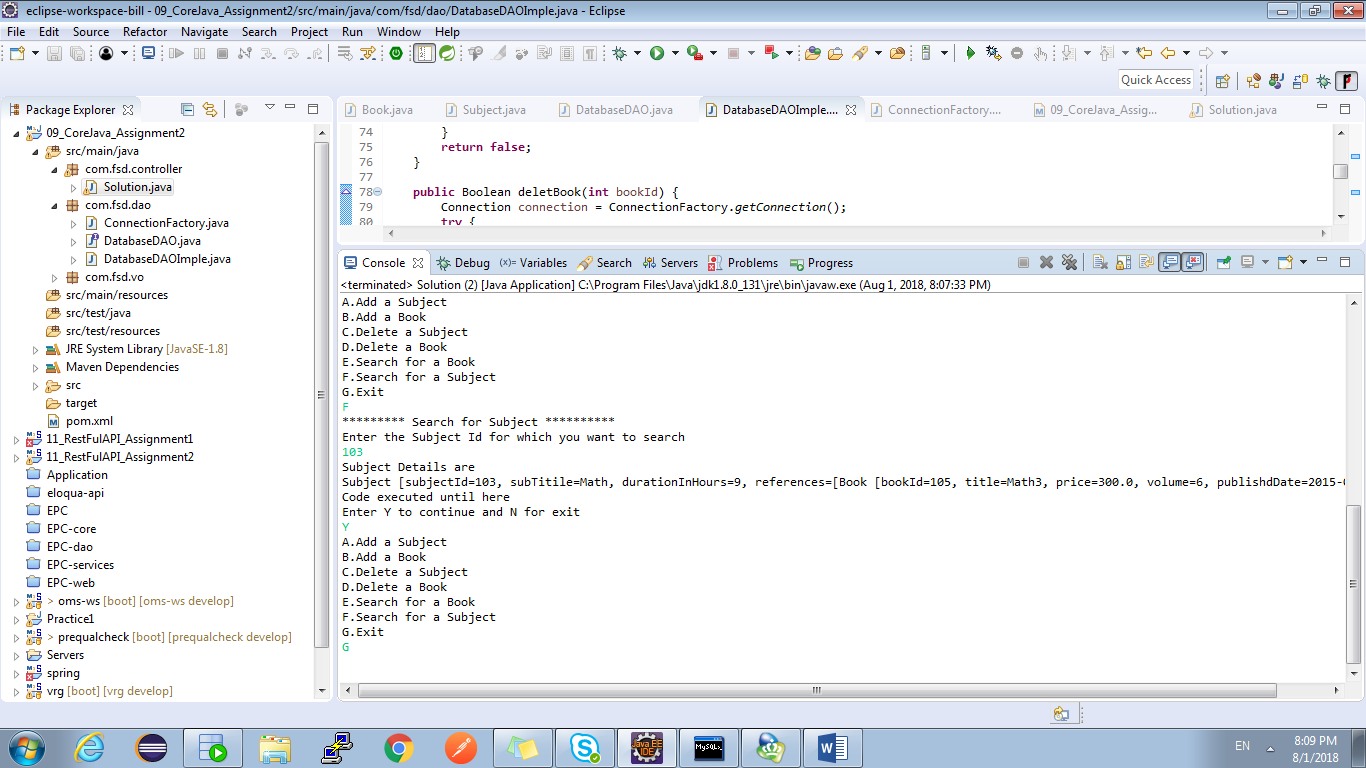 eclipse-workspace-bill - 09_CoreJava_Assignment2/src/main/java/com/fsd/dao/DatabaseDAOImple.java - Eclipse
File Edit Source Refactor Navigate Search Project Run Window Help
Quick Access
Package Explorer
09_CoreJava_Assignment2
src/main/java
com.fsd.controller
Solution.java
com.fsd.dao
ConnectionFactory.java
DatabaseDAO.java
DatabaseDAOImple.java
com.fsd.vo
src/main/resources
src/test/java
src/test/resources
JRE System Library [JavaSE-1.8]
Maven Dependencies
src
target
pom.xml
11_RestFulAPI_Assignment1
11_RestFulAPI_Assignment2
Application
eloqua-api
EPC
EPC-core
EPC-dao
EPC-services
EPC-web
> oms-ws [boot] [oms-ws develop]
Practice1
> prequalcheck [boot] [prequalcheck develop]
Servers
spring
vrg [boot] [vrg develop]
Book.java Subject.java DatabaseDAO.java DatabaseDAOImple.... ConnectionFactory.... 09_CoreJava_Assig... Solution.java
74 }
75 return false;
76 }
77
78 public Boolean deletBook(int bookId) {
79 Connection connection = ConnectionFactory.getConnection();
80 try {
Console Debug (x)= Variables Search Servers Problems Progress
<terminated> Solution (2) [Java Application] C:\Program Files\Java\jdk1.8.0_131\jre\bin\javaw.exe (Aug 1, 2018, 8:07:33 PM)
A.Add a Subject
B.Add a Book
C.Delete a Subject
D.Delete a Book
E.Search for a Book
F.Search for a Subject
G.Exit
F
********* Search for Subject **********
Enter the Subject Id for which you want to search
103
Subject Details are
Subject [subjectId=103, subTitile=Math, durationInHours=9, references=[Book [bookId=105, title=Math3, price=300.0, volume=6, publishdDate=2015-
Code executed until here
Enter Y to continue and N for exit
Y
A.Add a Subject
B.Add a Book
C.Delete a Subject
D.Delete a Book
E.Search for a Book
F.Search for a Subject
G.Exit
G
Java EE
IDE
MySQL
EN
8:09 PM
8/1/2018